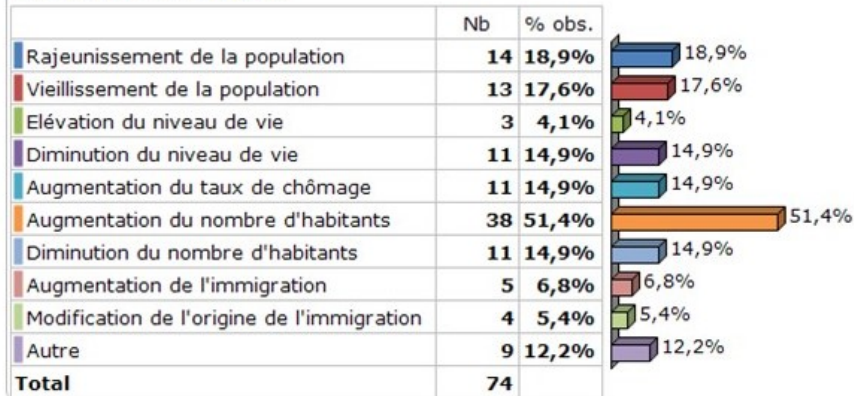 Nb % obs.
Rajeunissement de la population 14 18,9% 18,9%
Vieillissement de la population 13 17,6% 17,6%
Elévation du niveau de vie 3 4,1% 4,1%
Diminution du niveau de vie 11 14,9% 14,9%
Augmentation du taux de chômage 11 14,9% 14,9%
Augmentation du nombre d'habitants 38 51,4% 51,4%
Diminution du nombre d'habitants 11 14,9% 14,9%
Augmentation de l'immigration 5 6,8% 6,8%
Modification de l'origine de l'immigration 4 5,4% 5,4%
Autre 9 12,2% 12,2%
Total 74